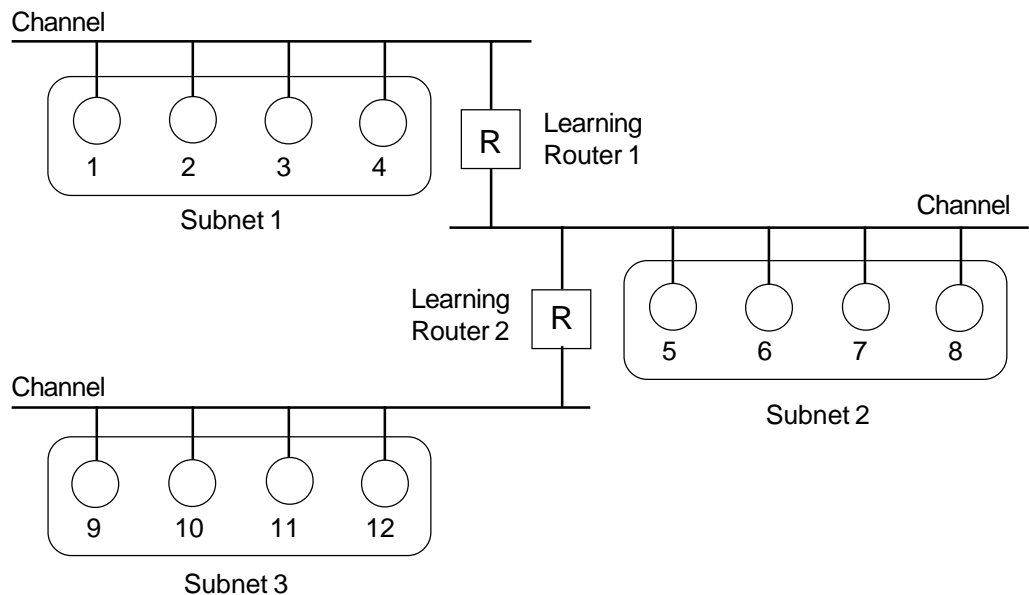 Channel
R
Learning
Router 1
1 2 3 4
Subnet 1
Channel
Learning
Router 2
R
5 6 7 8
Subnet 2
Channel
9 10 11 12
Subnet 3